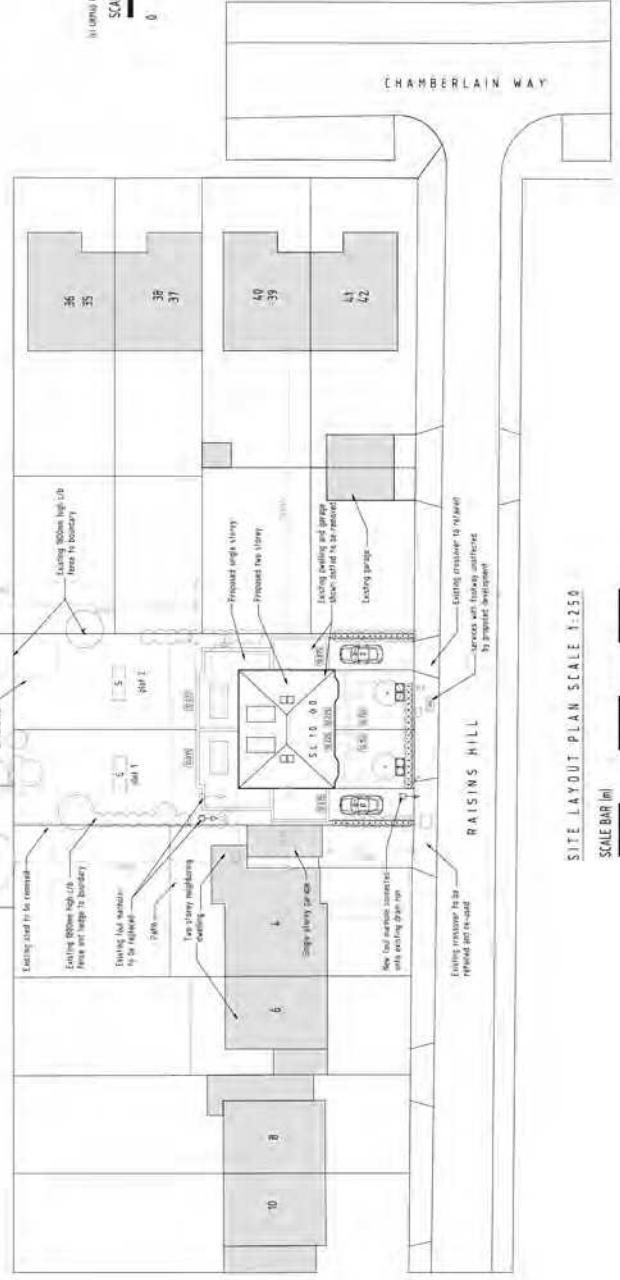 SCA
0
CHAMBERLAIN WAY
36
35
38
37
40
39
41
42
Existing 1800mm high c/b
fence to boundary
Proposed single storey
Proposed two storey
Existing dwelling and garage
shown dotted to be removed
Existing garage
Existing crossover to be retained
services with footway unaffected
by proposed development
plot 2
plot 1
RAISINS HILL
Existing shed to be removed
Existing 1800mm high c/b
fence and hedge to boundary
Existing foul manhole
to be replaced
Patio
Two storey neighbouring
dwelling
Single storey garage
New foul manhole connected
onto existing drain run
Existing crossover to be
retained and re-used
4
6
8
10
SITE LAYOUT PLAN SCALE 1:250
SCALE BAR (m)